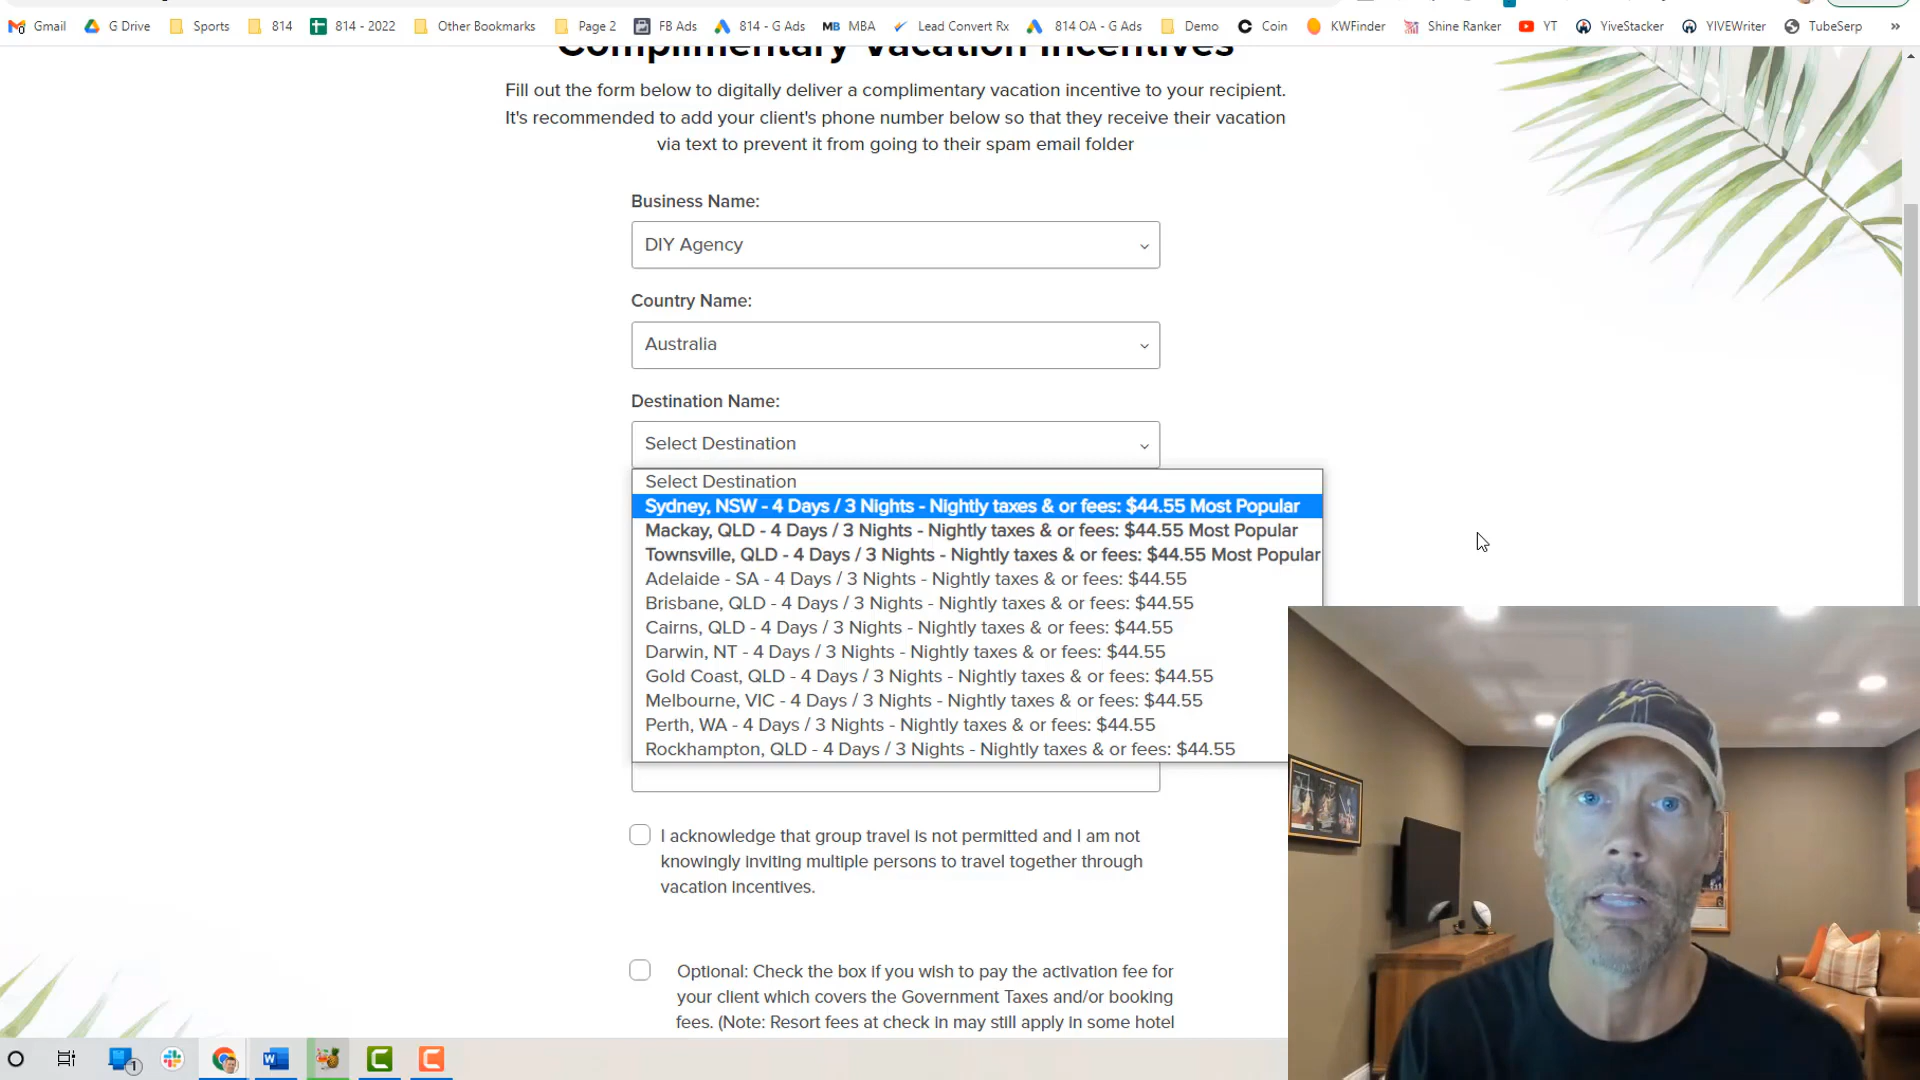 Gmail G Drive Sports 814 814 - 2022 Other Bookmarks Page 2 FB Ads 814 - G Ads MB MBA Lead Convert Rx 814 OA - G Ads Demo Coin KWFinder Shine Ranker YT YiveStacker YIVEWriter TubeSerp »
Complimentary Vacation Incentives
Fill out the form below to digitally deliver a complimentary vacation incentive to your recipient.
It's recommended to add your client's phone number below so that they receive their vacation
via text to prevent it from going to their spam email folder
Business Name:
DIY Agency
Country Name:
Australia
Destination Name:
Select Destination
Select Destination
Sydney, NSW - 4 Days / 3 Nights - Nightly taxes & or fees: $44.55 Most Popular
Mackay, QLD - 4 Days / 3 Nights - Nightly taxes & or fees: $44.55 Most Popular
Townsville, QLD - 4 Days / 3 Nights - Nightly taxes & or fees: $44.55 Most Popular
Adelaide - SA - 4 Days / 3 Nights - Nightly taxes & or fees: $44.55
Brisbane, QLD - 4 Days / 3 Nights - Nightly taxes & or fees: $44.55
Cairns, QLD - 4 Days / 3 Nights - Nightly taxes & or fees: $44.55
Darwin, NT - 4 Days / 3 Nights - Nightly taxes & or fees: $44.55
Gold Coast, QLD - 4 Days / 3 Nights - Nightly taxes & or fees: $44.55
Melbourne, VIC - 4 Days / 3 Nights - Nightly taxes & or fees: $44.55
Perth, WA - 4 Days / 3 Nights - Nightly taxes & or fees: $44.55
Rockhampton, QLD - 4 Days / 3 Nights - Nightly taxes & or fees: $44.55
I acknowledge that group travel is not permitted and I am not
knowingly inviting multiple persons to travel together through
vacation incentives.
Optional: Check the box if you wish to pay the activation fee for
your client which covers the Government Taxes and/or booking
fees. (Note: Resort fees at check in may still apply in some hotel
1